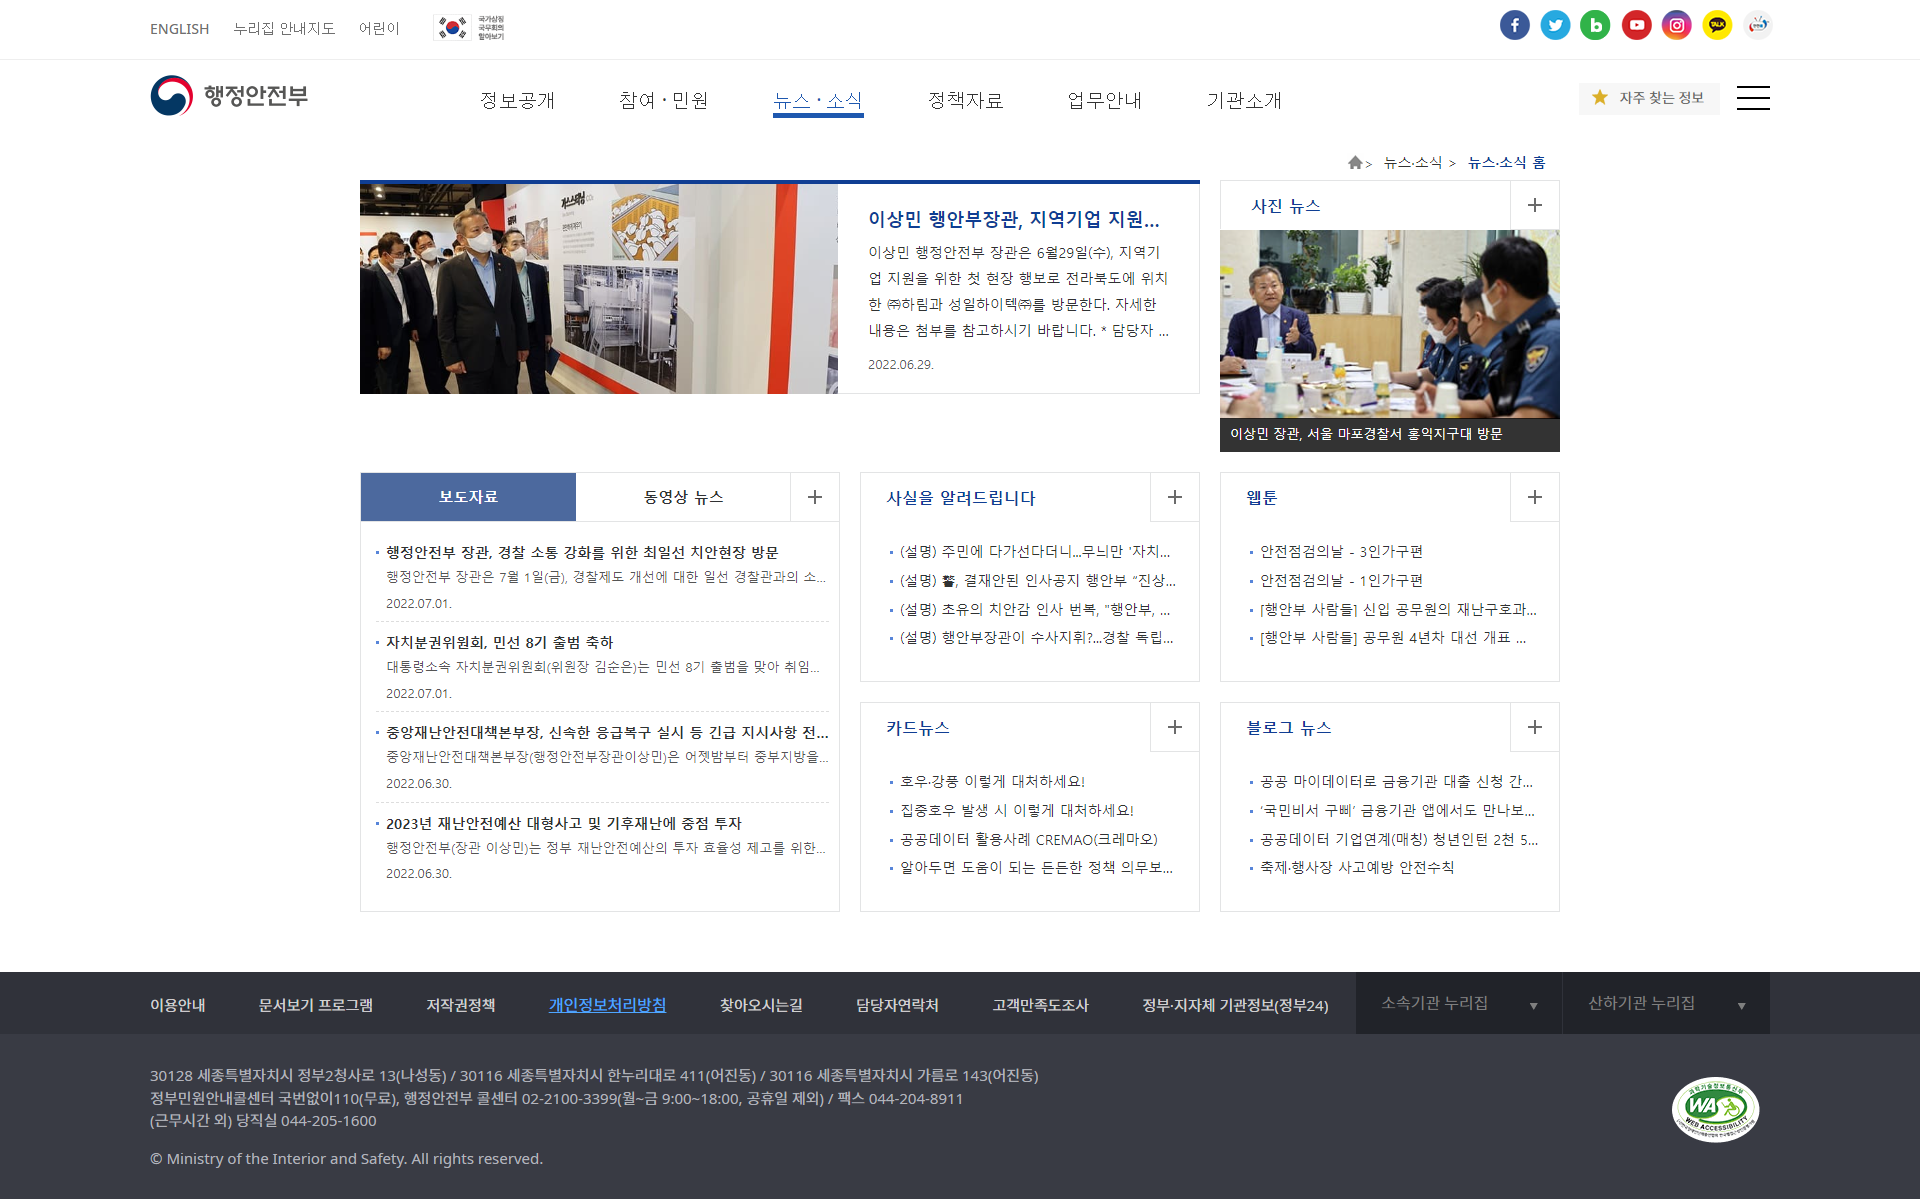 ENGLISH 누리집 안내지도 어린이 국가상징 국무회의 알아보기
행정안전부
정보공개 참여 · 민원 뉴스 · 소식 정책자료 업무안내 기관소개
자주 찾는 정보
> 뉴스·소식 > 뉴스·소식 홈
이상민 행안부장관, 지역기업 지원...
이상민 행정안전부 장관은 6월29일(수), 지역기
업 지원을 위한 첫 현장 행보로 전라북도에 위치
한 ㈜하림과 성일하이텍㈜를 방문한다. 자세한
내용은 첨부를 참고하시기 바랍니다. * 담당자 ...
2022.06.29.
사진 뉴스
이상민 장관, 서울 마포경찰서 홍익지구대 방문
보도자료 동영상 뉴스
행정안전부 장관, 경찰 소통 강화를 위한 최일선 치안현장 방문
행정안전부 장관은 7월 1일(금), 경찰제도 개선에 대한 일선 경찰관과의 소...
2022.07.01.
자치분권위원회, 민선 8기 출범 축하
대통령소속 자치분권위원회(위원장 김순은)는 민선 8기 출범을 맞아 취임...
2022.07.01.
중앙재난안전대책본부장, 신속한 응급복구 실시 등 긴급 지시사항 전...
중앙재난안전대책본부장(행정안전부장관이상민)은 어젯밤부터 중부지방을...
2022.06.30.
2023년 재난안전예산 대형사고 및 기후재난에 중점 투자
행정안전부(장관 이상민)는 정부 재난안전예산의 투자 효율성 제고를 위한...
2022.06.30.
사실을 알려드립니다
(설명) 주민에 다가선다더니...무늬만 '자치...
(설명) 警, 결재안된 인사공지 행안부 “진상...
(설명) 초유의 치안감 인사 번복, "행안부, ...
(설명) 행안부장관이 수사지휘?...경찰 독립...
웹툰
안전점검의날 - 3인가구편
안전점검의날 - 1인가구편
[행안부 사람들] 신입 공무원의 재난구호과...
[행안부 사람들] 공무원 4년차 대선 개표 ...
카드뉴스
호우·강풍 이렇게 대처하세요!
집중호우 발생 시 이렇게 대처하세요!
공공데이터 활용사례 CREMAO(크레마오)
알아두면 도움이 되는 든든한 정책 의무보...
블로그 뉴스
공공 마이데이터로 금융기관 대출 신청 간...
‘국민비서 구삐’ 금융기관 앱에서도 만나보...
공공데이터 기업연계(매칭) 청년인턴 2천 5...
축제·행사장 사고예방 안전수칙
이용안내 문서보기 프로그램 저작권정책 개인정보처리방침 찾아오시는길 담당자연락처 고객만족도조사 정부·지자체 기관정보(정부24) 소속기관 누리집 산하기관 누리집
30128 세종특별자치시 정부2청사로 13(나성동) / 30116 세종특별자치시 한누리대로 411(어진동) / 30116 세종특별자치시 가름로 143(어진동)
정부민원안내콜센터 국번없이110(무료), 행정안전부 콜센터 02-2100-3399(월~금 9:00~18:00, 공휴일 제외) / 팩스 044-204-8911
(근무시간 외) 당직실 044-205-1600
© Ministry of the Interior and Safety. All rights reserved.
과학기술정보통신부
WA
WEB ACCESSIBILITY